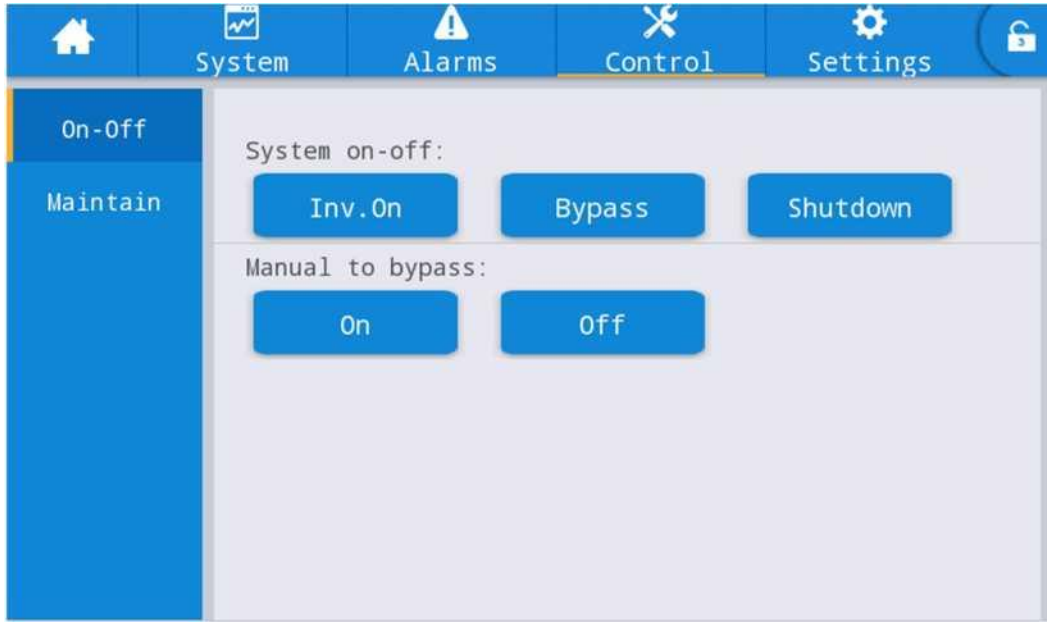 System
Alarms
Control
Settings
3
On-Off
Maintain
System on-off:
Inv.On
Bypass
Shutdown
Manual to bypass:
On
Off